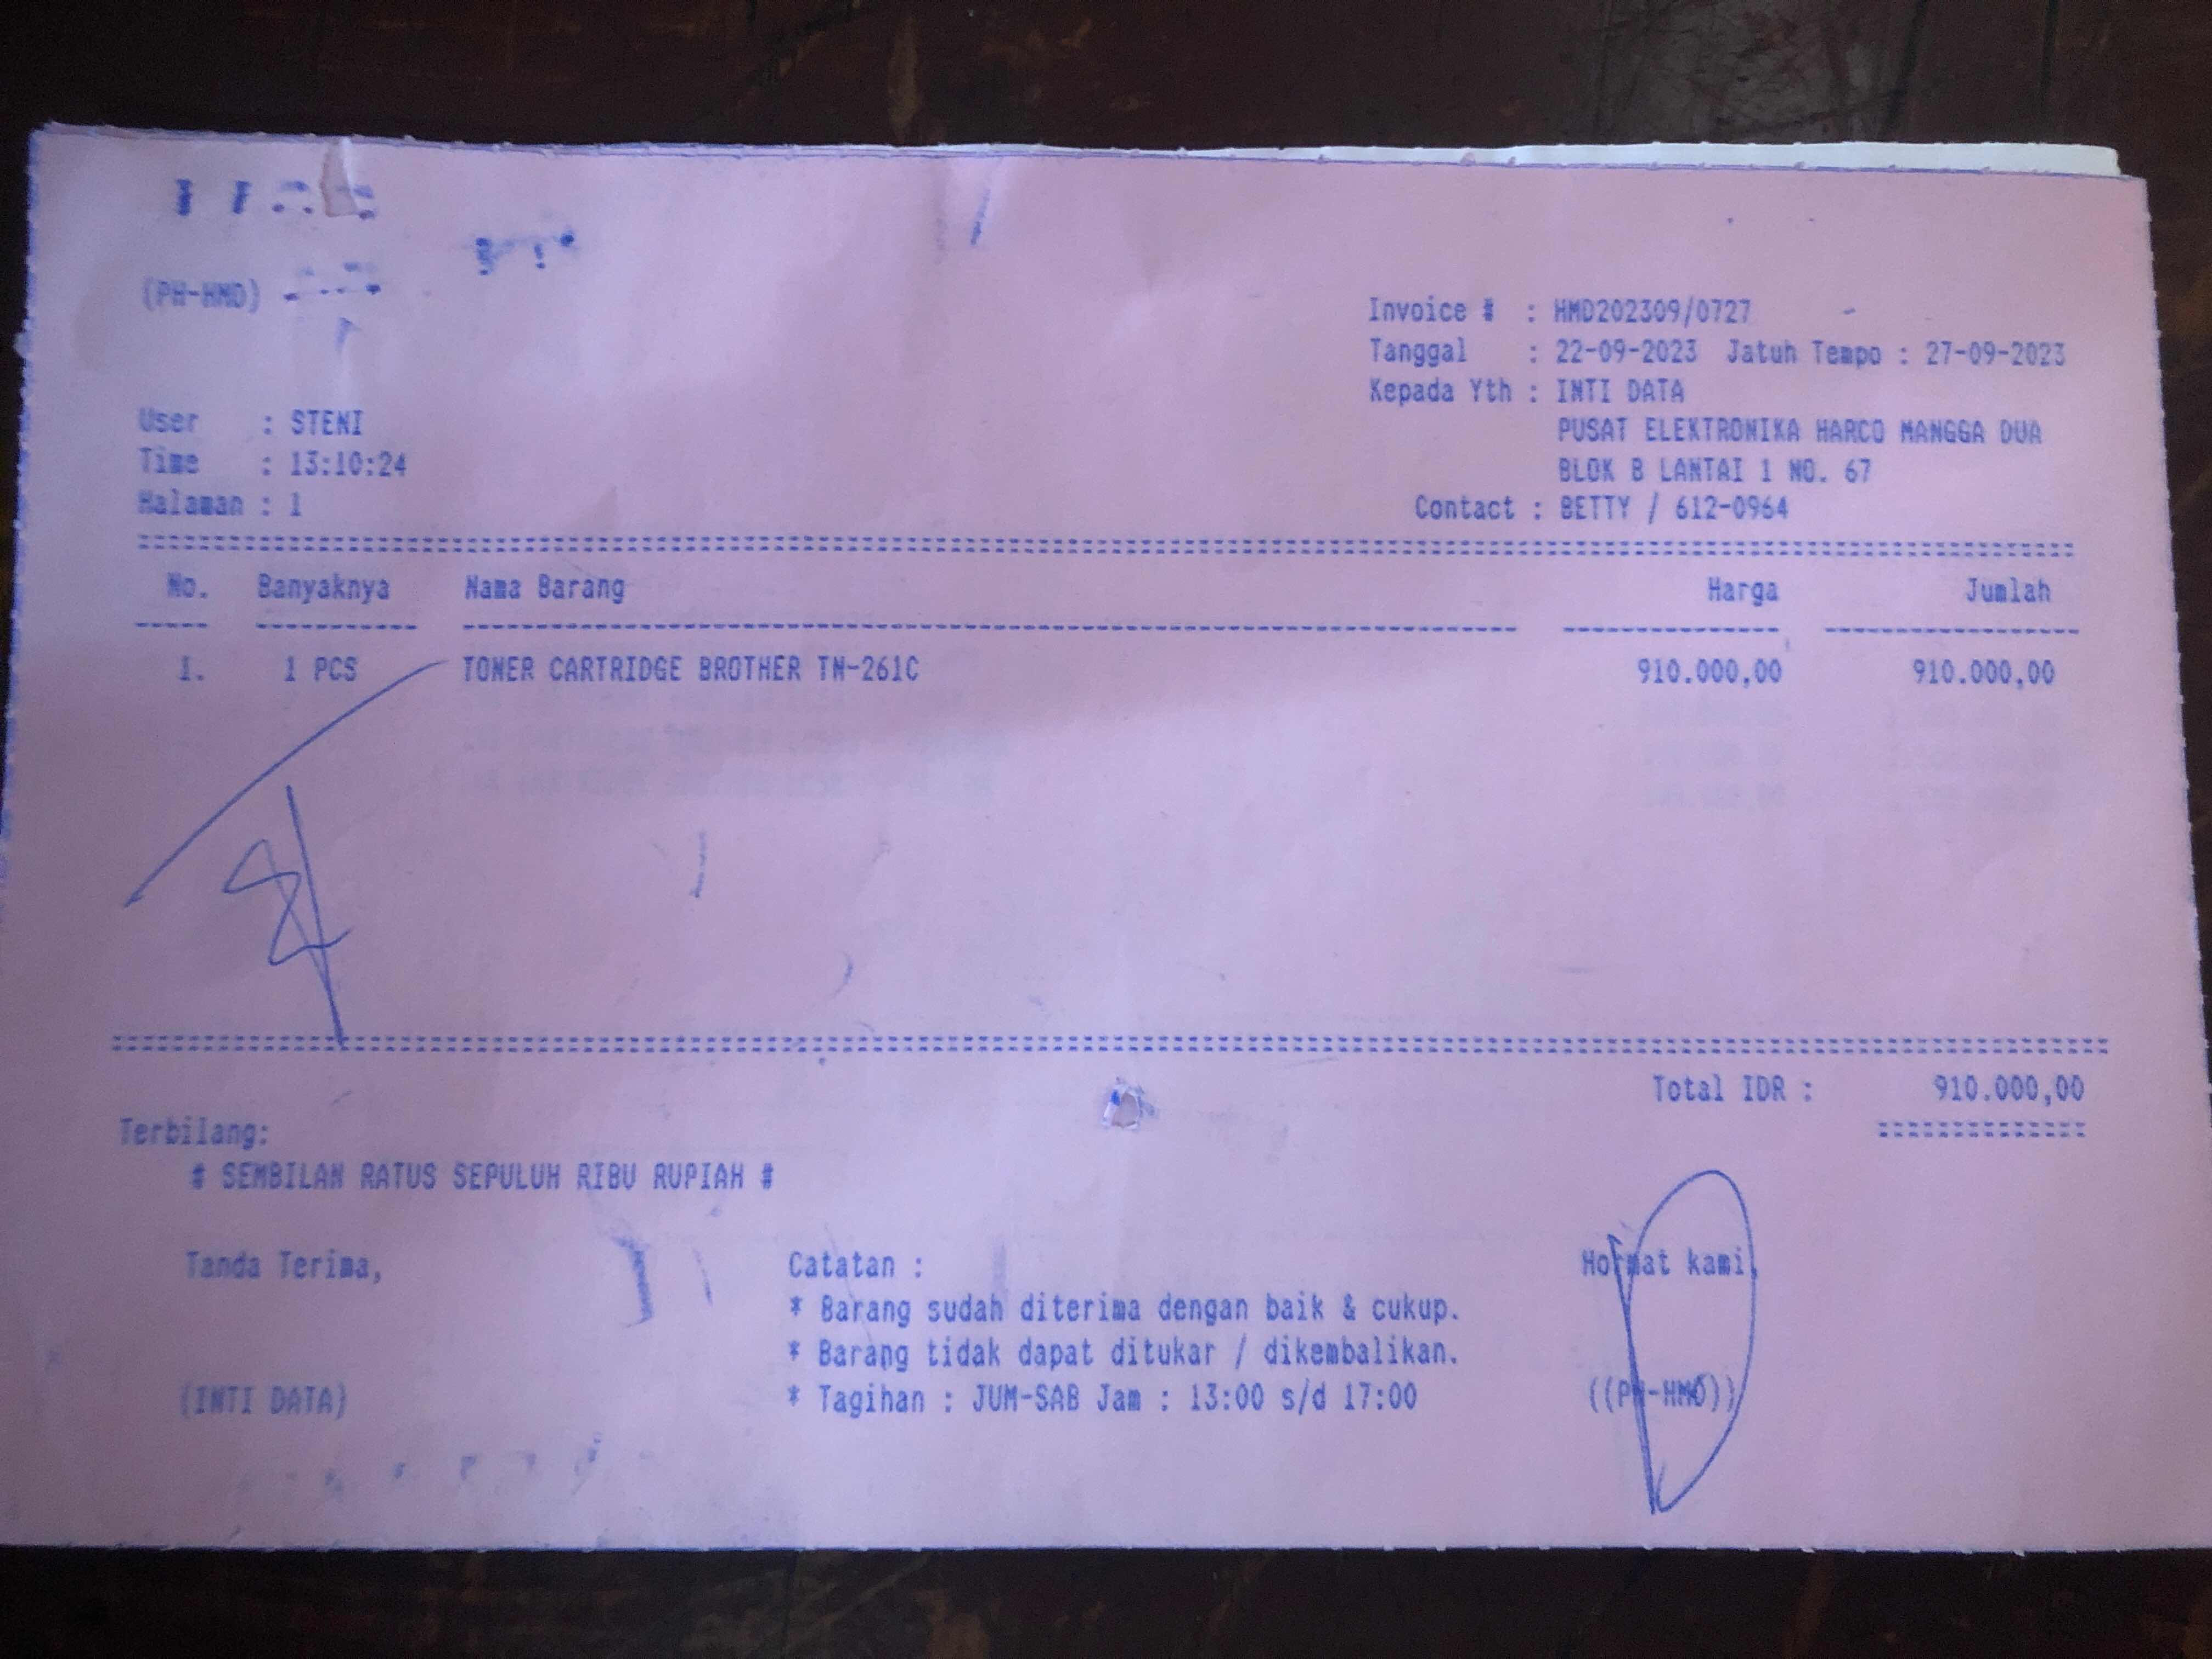 (PH-HMD)
Invoice # : HMD202309/0727
Tanggal : 22-09-2023 Jatuh Tempo : 27-09-2023
Kepada Yth : INTI DATA
PUSAT ELEKTRONIKA HARCO MANGGA DUA
BLOK B LANTAI 1 NO. 67
Contact : BETTY / 612-0964
User : STENI
Time : 13:10:24
Halaman : 1
No. Banyaknya Nama Barang Harga Jumlah
1. 1 PCS TONER CARTRIDGE BROTHER TN-261C 910.000,00 910.000,00
Total IDR : 910.000,00
Terbilang:
# SEMBILAN RATUS SEPULUH RIBU RUPIAH #
Tanda Terima,
(INTI DATA)
Catatan :
* Barang sudah diterima dengan baik & cukup.
* Barang tidak dapat ditukar / dikembalikan.
* Tagihan : JUM-SAB Jam : 13:00 s/d 17:00
Hormat kami,
((PH-HMD))